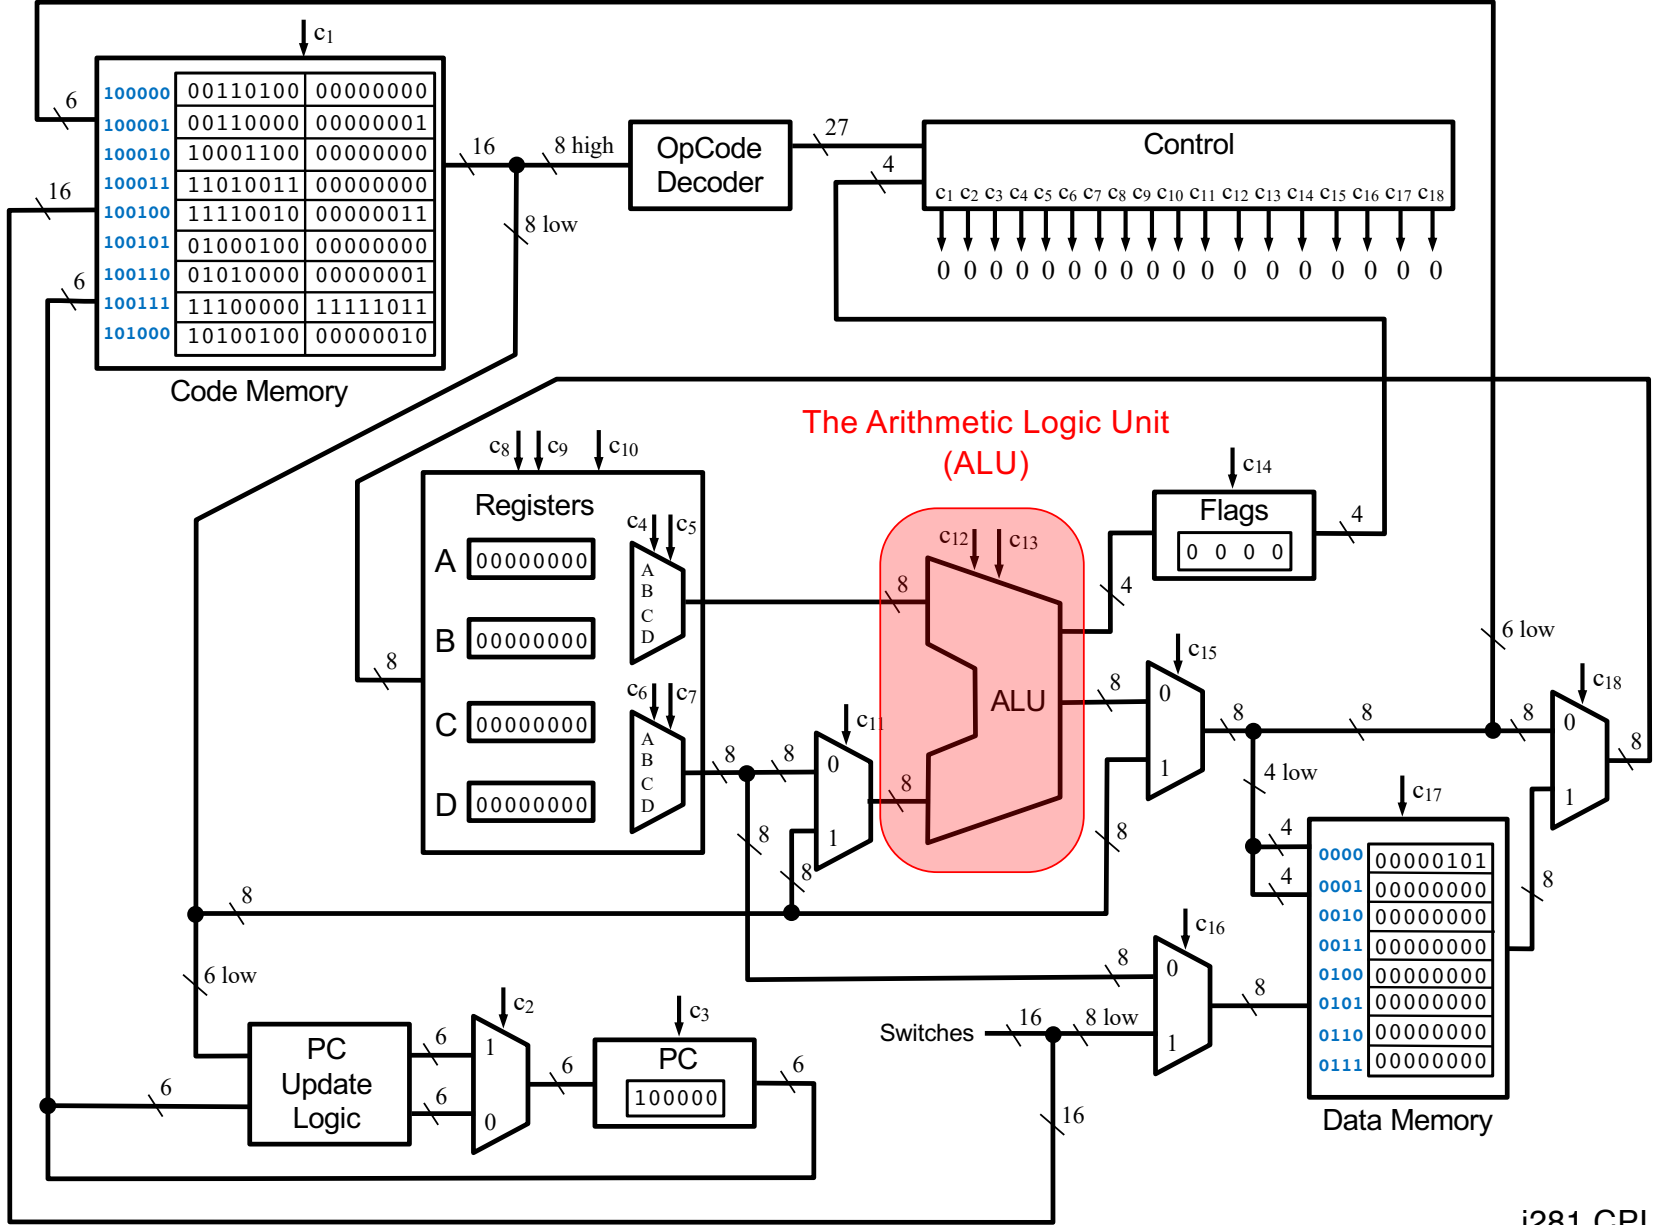 c1
6
100000 00110100 00000000
100001 00110000 00000001
100010 10001100 00000000
100011 11010011 00000000
100100 11110010 00000011
100101 01000100 00000000
100110 01010000 00000001
100111 11100000 11111011
101000 10100100 00000010
16
6
Code Memory
16
8 high
8 low
OpCode
Decoder
27
4
Control
c1 c2 c3 c4 c5 c6 c7 c8 c9 c10 c11 c12 c13 c14 c15 c16 c17 c18
0 0 0 0 0 0 0 0 0 0 0 0 0 0 0 0 0 0
The Arithmetic Logic Unit
(ALU)
c8 c9 c10
Registers
A 00000000
B 00000000
C 00000000
D 00000000
c4 c5
A
B
C
D
c6 c7
A
B
C
D
8
8
8
8
8
c11
0
1
8
8
8
c12 c13
ALU
4
8
c14
Flags
0 0 0 0
4
c15
0
1
8
8
8
8
6 low
8
c18
0
1
8
4 low
4
4
c17
0000 00000101
0001 00000000
0010 00000000
0011 00000000
0100 00000000
0101 00000000
0110 00000000
0111 00000000
Data Memory
8
c16
0
1
8
8
Switches
16
8 low
16
8
6 low
PC
Update
Logic
6
6
6
c2
1
0
6
c3
PC
100000
6